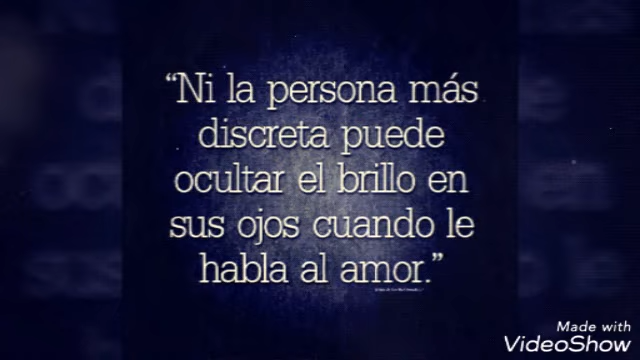 “Ni la persona más
discreta puede
ocultar el brillo en
sus ojos cuando le
habla al amor.”
Made with
VideoShow